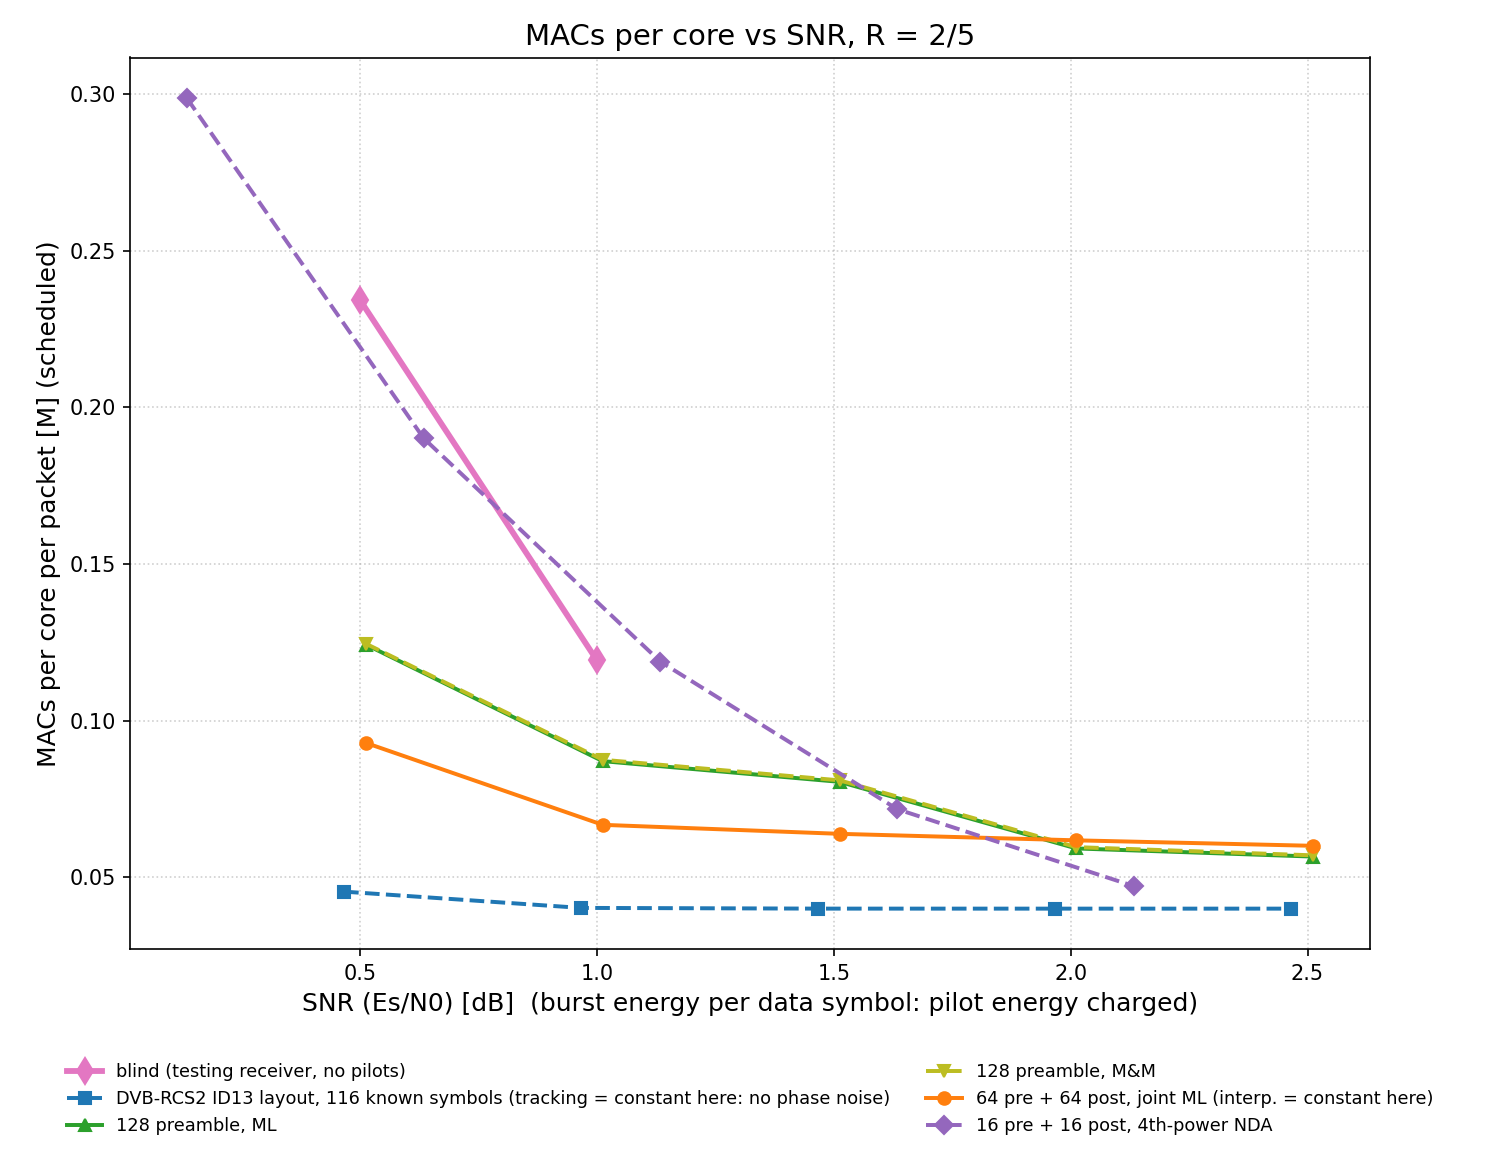 MACs per core vs SNR, R = 2/5
MACs per core per packet [M] (scheduled)
0.30
0.25
0.20
0.15
0.10
0.05
0.5 1.0 1.5 2.0 2.5
SNR (Es/N0) [dB]  (burst energy per data symbol: pilot energy charged)
blind (testing receiver, no pilots)
DVB-RCS2 ID13 layout, 116 known symbols (tracking = constant here: no phase noise)
128 preamble, ML
128 preamble, M&M
64 pre + 64 post, joint ML (interp. = constant here)
16 pre + 16 post, 4th-power NDA